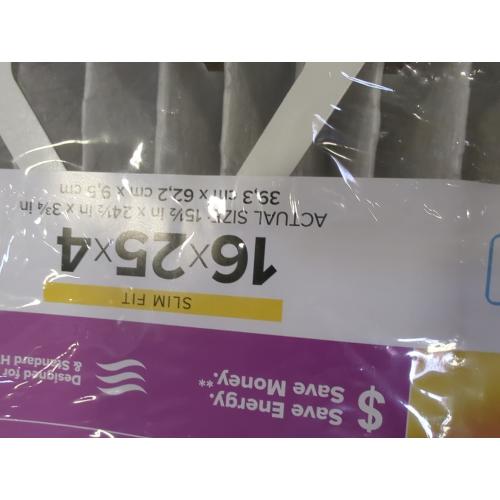 $ Save Energy.
Save Money.**
Designed for
& Standard H
SLIM FIT
16x25x4
ACTUAL SIZE: 15½ in x 24½ in x 3¾ in
39,3 cm x 62,2 cm x 9,5 cm